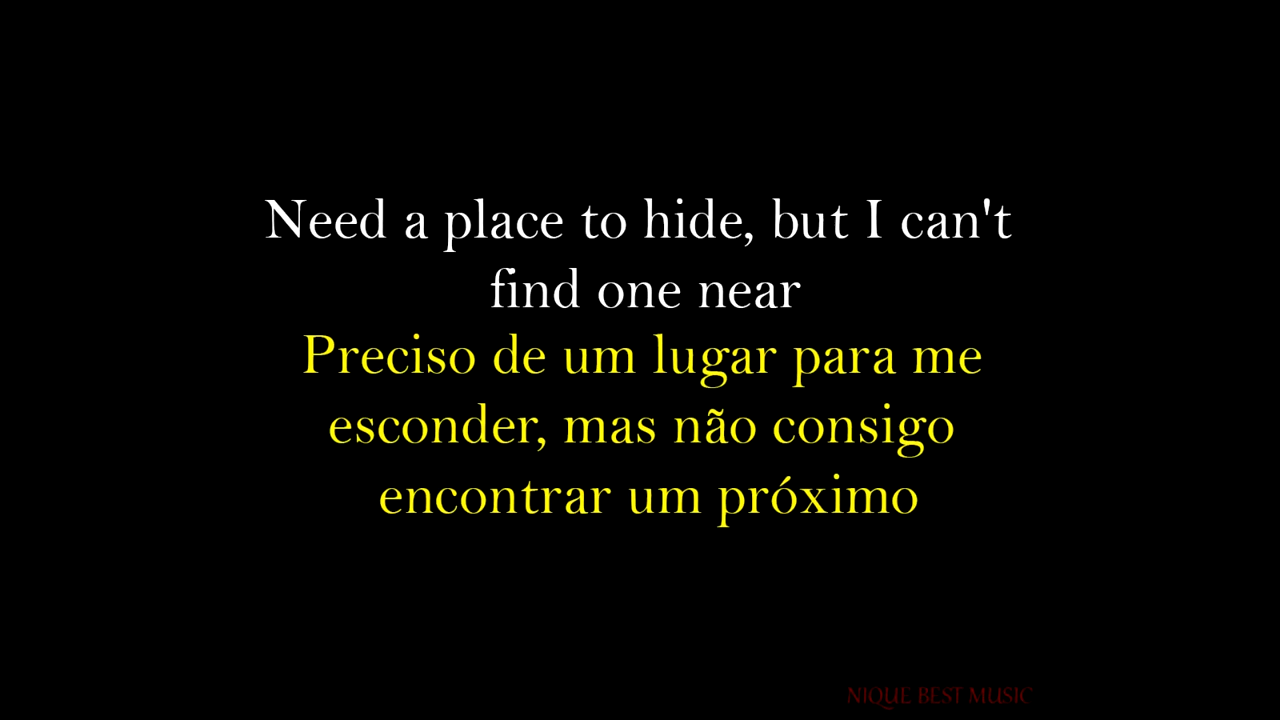 Need a place to hide, but I can't
find one near
Preciso de um lugar para me
esconder, mas não consigo
encontrar um próximo
NIQUE BEST MUSIC